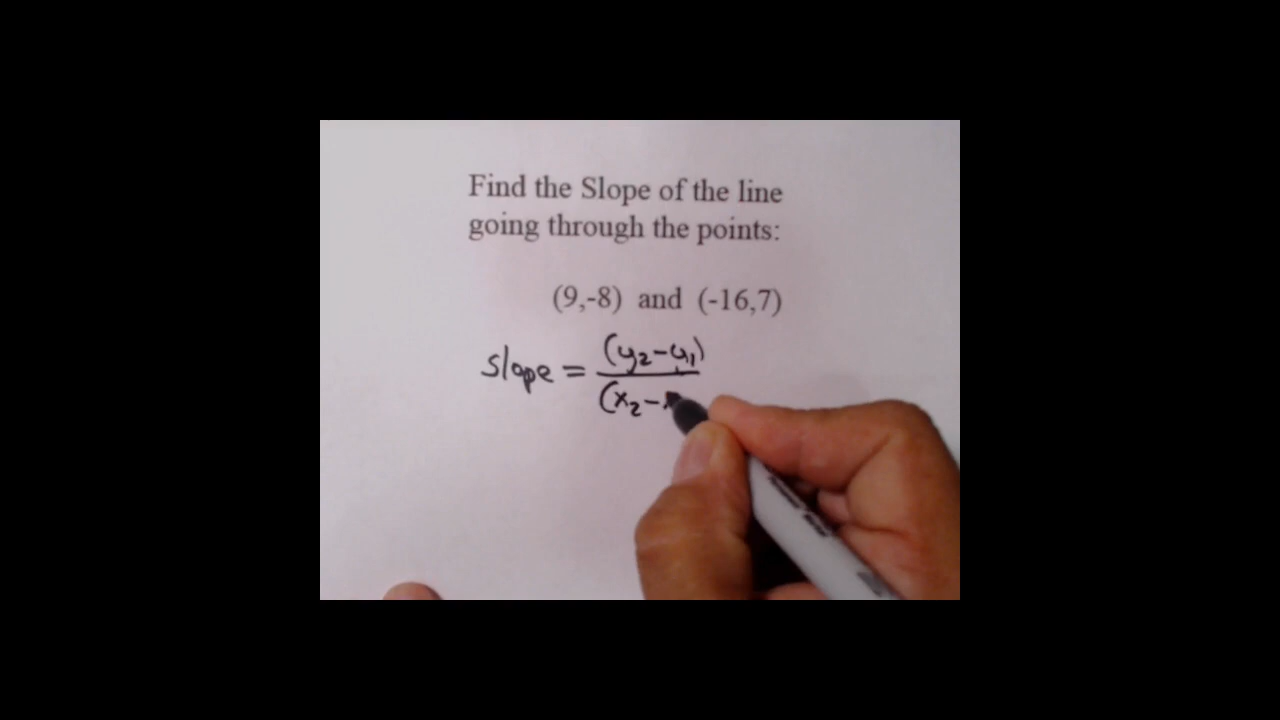 Find the Slope of the line
going through the points:
(9,-8) and (-16,7)
slope = (y₂-y₁)
(x₂-